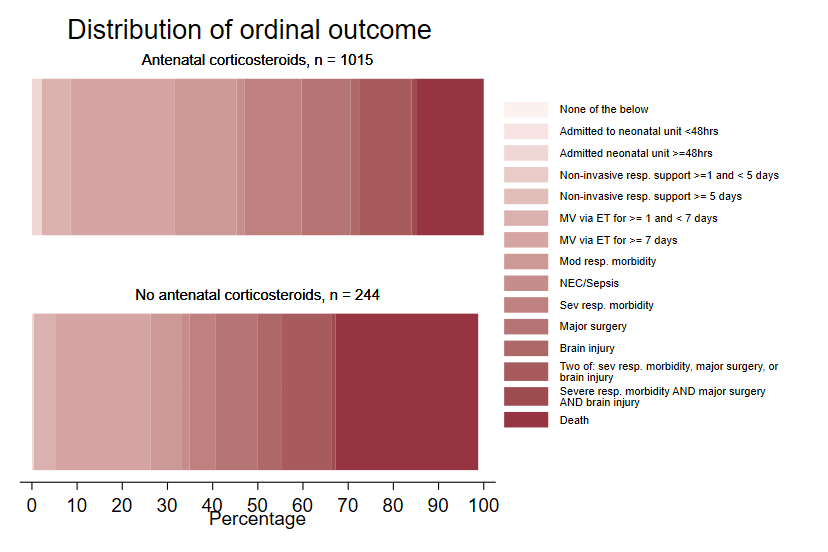 Distribution of ordinal outcome
Antenatal corticosteroids, n = 1015
No antenatal corticosteroids, n = 244
0 10 20 30 40 50 60 70 80 90 100
Percentage
None of the below
Admitted to neonatal unit <48hrs
Admitted neonatal unit >=48hrs
Non-invasive resp. support >=1 and < 5 days
Non-invasive resp. support >= 5 days
MV via ET for >= 1 and < 7 days
MV via ET for >= 7 days
Mod resp. morbidity
NEC/Sepsis
Sev resp. morbidity
Major surgery
Brain injury
Two of: sev resp. morbidity, major surgery, or
brain injury
Severe resp. morbidity AND major surgery
AND brain injury
Death